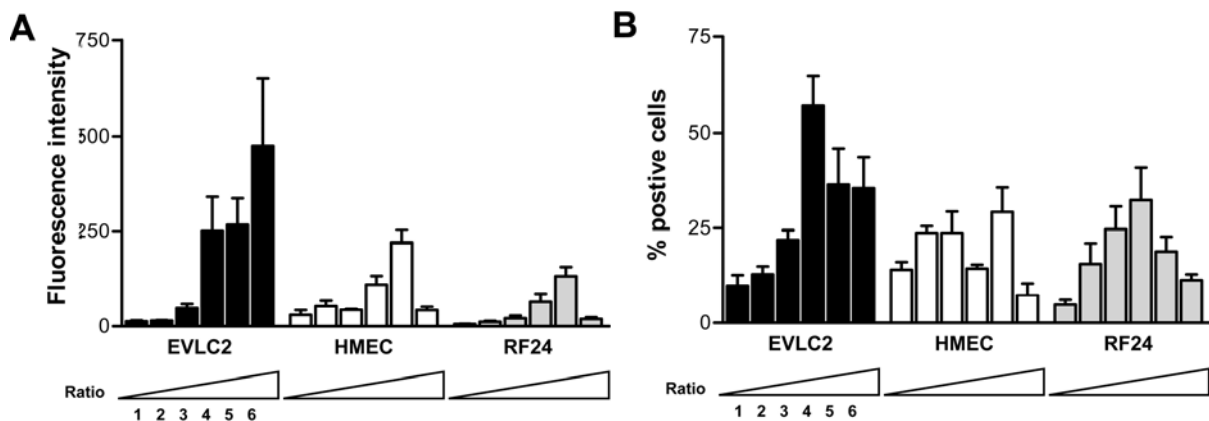 A
Fluorescence intensity
750
500
250
0
EVLC2 HMEC RF24
Ratio
1 2 3 4 5 6
B
% postive cells
75
50
25
0
EVLC2 HMEC RF24
Ratio
1 2 3 4 5 6